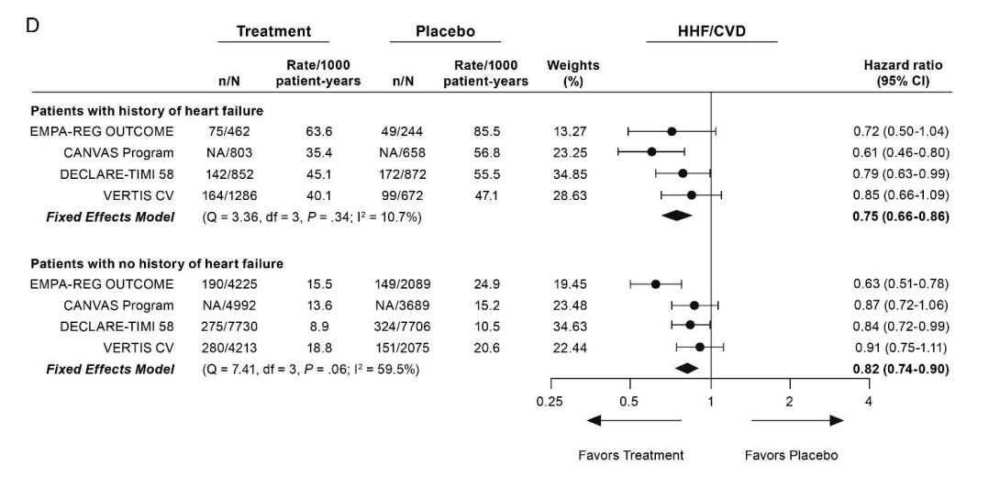 D
Treatment Placebo HHF/CVD
n/N Rate/1000 patient-years n/N Rate/1000 patient-years Weights (%) Hazard ratio (95% CI)
Patients with history of heart failure
EMPA-REG OUTCOME 75/462 63.6 49/244 85.5 13.27 0.72 (0.50-1.04)
CANVAS Program NA/803 35.4 NA/658 56.8 23.25 0.61 (0.46-0.80)
DECLARE-TIMI 58 142/852 45.1 172/872 55.5 34.85 0.79 (0.63-0.99)
VERTIS CV 164/1286 40.1 99/672 47.1 28.63 0.85 (0.66-1.09)
Fixed Effects Model (Q = 3.36, df = 3, P = .34; I² = 10.7%) 0.75 (0.66-0.86)
Patients with no history of heart failure
EMPA-REG OUTCOME 190/4225 15.5 149/2089 24.9 19.45 0.63 (0.51-0.78)
CANVAS Program NA/4992 13.6 NA/3689 15.2 23.48 0.87 (0.72-1.06)
DECLARE-TIMI 58 275/7730 8.9 324/7706 10.5 34.63 0.84 (0.72-0.99)
VERTIS CV 280/4213 18.8 151/2075 20.6 22.44 0.91 (0.75-1.11)
Fixed Effects Model (Q = 7.41, df = 3, P = .06; I² = 59.5%) 0.82 (0.74-0.90)
0.25 0.5 1 2 4
Favors Treatment Favors Placebo